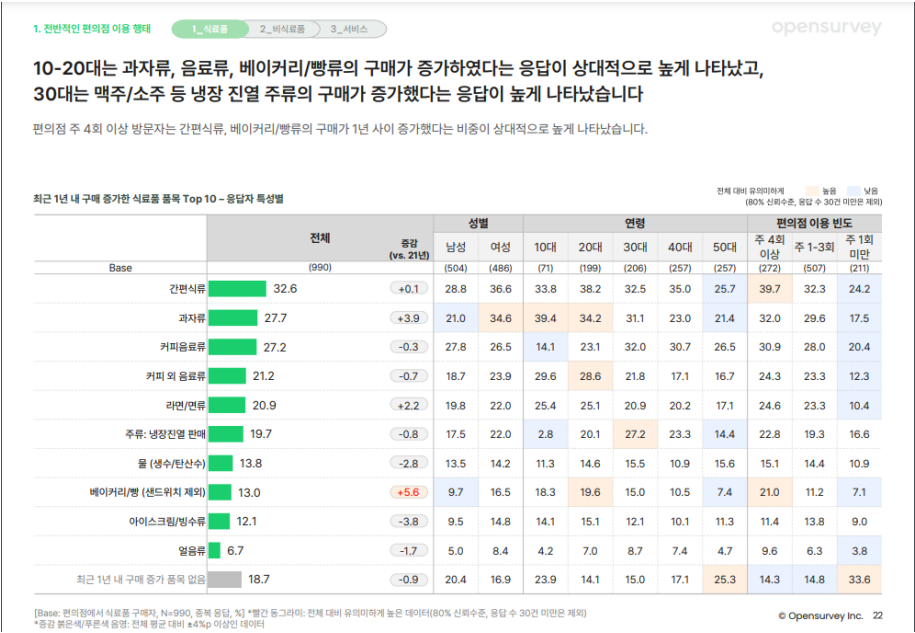 1. 전반적인 편의점 이용 행태
1_식료품 2_비식료품 3_서비스
opensurvey
10-20대는 과자류, 음료류, 베이커리/빵류의 구매가 증가하였다는 응답이 상대적으로 높게 나타났고,
30대는 맥주/소주 등 냉장 진열 주류의 구매가 증가했다는 응답이 높게 나타났습니다
편의점 주 4회 이상 방문자는 간편식류, 베이커리/빵류의 구매가 1년 사이 증가했다는 비중이 상대적으로 높게 나타났습니다.
전체 대비 유의미하게 높음 낮음
(80% 신뢰수준, 응답 수 30건 미만은 제외)
최근 1년 내 구매 증가한 식료품 품목 Top 10 – 응답자 특성별
전체 증감 (vs. 21년) 성별 연령 편의점 이용 빈도
남성 여성 10대 20대 30대 40대 50대 주 4회 이상 주 1-3회 주 1회 미만
Base (990) (504) (486) (71) (199) (206) (257) (257) (272) (507) (211)
간편식류 32.6 +0.1 28.8 36.6 33.8 38.2 32.5 35.0 25.7 39.7 32.3 24.2
과자류 27.7 +3.9 21.0 34.6 39.4 34.2 31.1 23.0 21.4 32.0 29.6 17.5
커피음료류 27.2 -0.3 27.8 26.5 14.1 23.1 32.0 30.7 26.5 30.9 28.0 20.4
커피 외 음료류 21.2 -0.7 18.7 23.9 29.6 28.6 21.8 17.1 16.7 24.3 23.3 12.3
라면/면류 20.9 +2.2 19.8 22.0 25.4 25.1 20.9 20.2 17.1 24.6 23.3 10.4
주류: 냉장진열 판매 19.7 -0.8 17.5 22.0 2.8 20.1 27.2 23.3 14.4 22.8 19.3 16.6
물 (생수/탄산수) 13.8 -2.8 13.5 14.2 11.3 14.6 15.5 10.9 15.6 15.1 14.4 10.9
베이커리/빵 (샌드위치 제외) 13.0 +5.6 9.7 16.5 18.3 19.6 15.0 10.5 7.4 21.0 11.2 7.1
아이스크림/빙수류 12.1 -3.8 9.5 14.8 14.1 15.1 12.1 10.1 11.3 11.4 13.8 9.0
얼음류 6.7 -1.7 5.0 8.4 4.2 7.0 8.7 7.4 4.7 9.6 6.3 3.8
최근 1년 내 구매 증가 품목 없음 18.7 -0.9 20.4 16.9 23.9 14.1 15.0 17.1 25.3 14.3 14.8 33.6
[Base: 편의점에서 식료품 구매자, N=990, 중복 응답, %] *빨간 동그라미: 전체 대비 유의미하게 높은 데이터(80% 신뢰수준, 응답 수 30건 미만은 제외)
*증감 붉은색/푸른색 음영: 전체 평균 대비 ±4%p 이상인 데이터
© Opensurvey Inc. 22